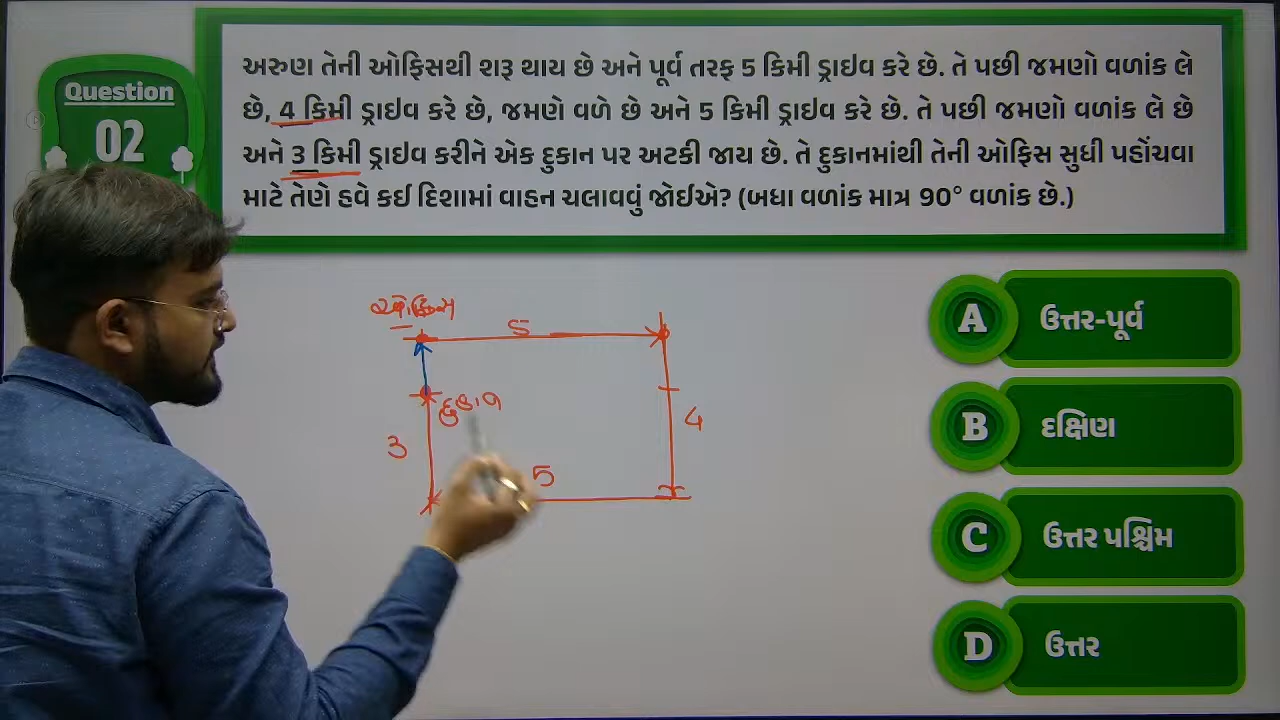 Question
02
અરુણ તેની ઓફિસથી શરૂ થાય છે અને પૂર્વ તરફ 5 કિમી ડ્રાઇવ કરે છે. તે પછી જમણો વળાંક લે
છે, 4 કિમી ડ્રાઇવ કરે છે, જમણે વળે છે અને 5 કિમી ડ્રાઇવ કરે છે. તે પછી જમણો વળાંક લે છે
અને 3 કિમી ડ્રાઇવ કરીને એક દુકાન પર અટકી જાય છે. તે દુકાનમાંથી તેની ઓફિસ સુધી પહોંચવા
માટે તેણે હવે કઈ દિશામાં વાહન ચલાવવું જોઈએ? (બધા વળાંક માત્ર 90° વળાંક છે.)
ઓફિસ
5
દુકાન
4
3
5
A ઉત્તર-પૂર્વ
B દક્ષિણ
C ઉત્તર પશ્ચિમ
D ઉત્તર